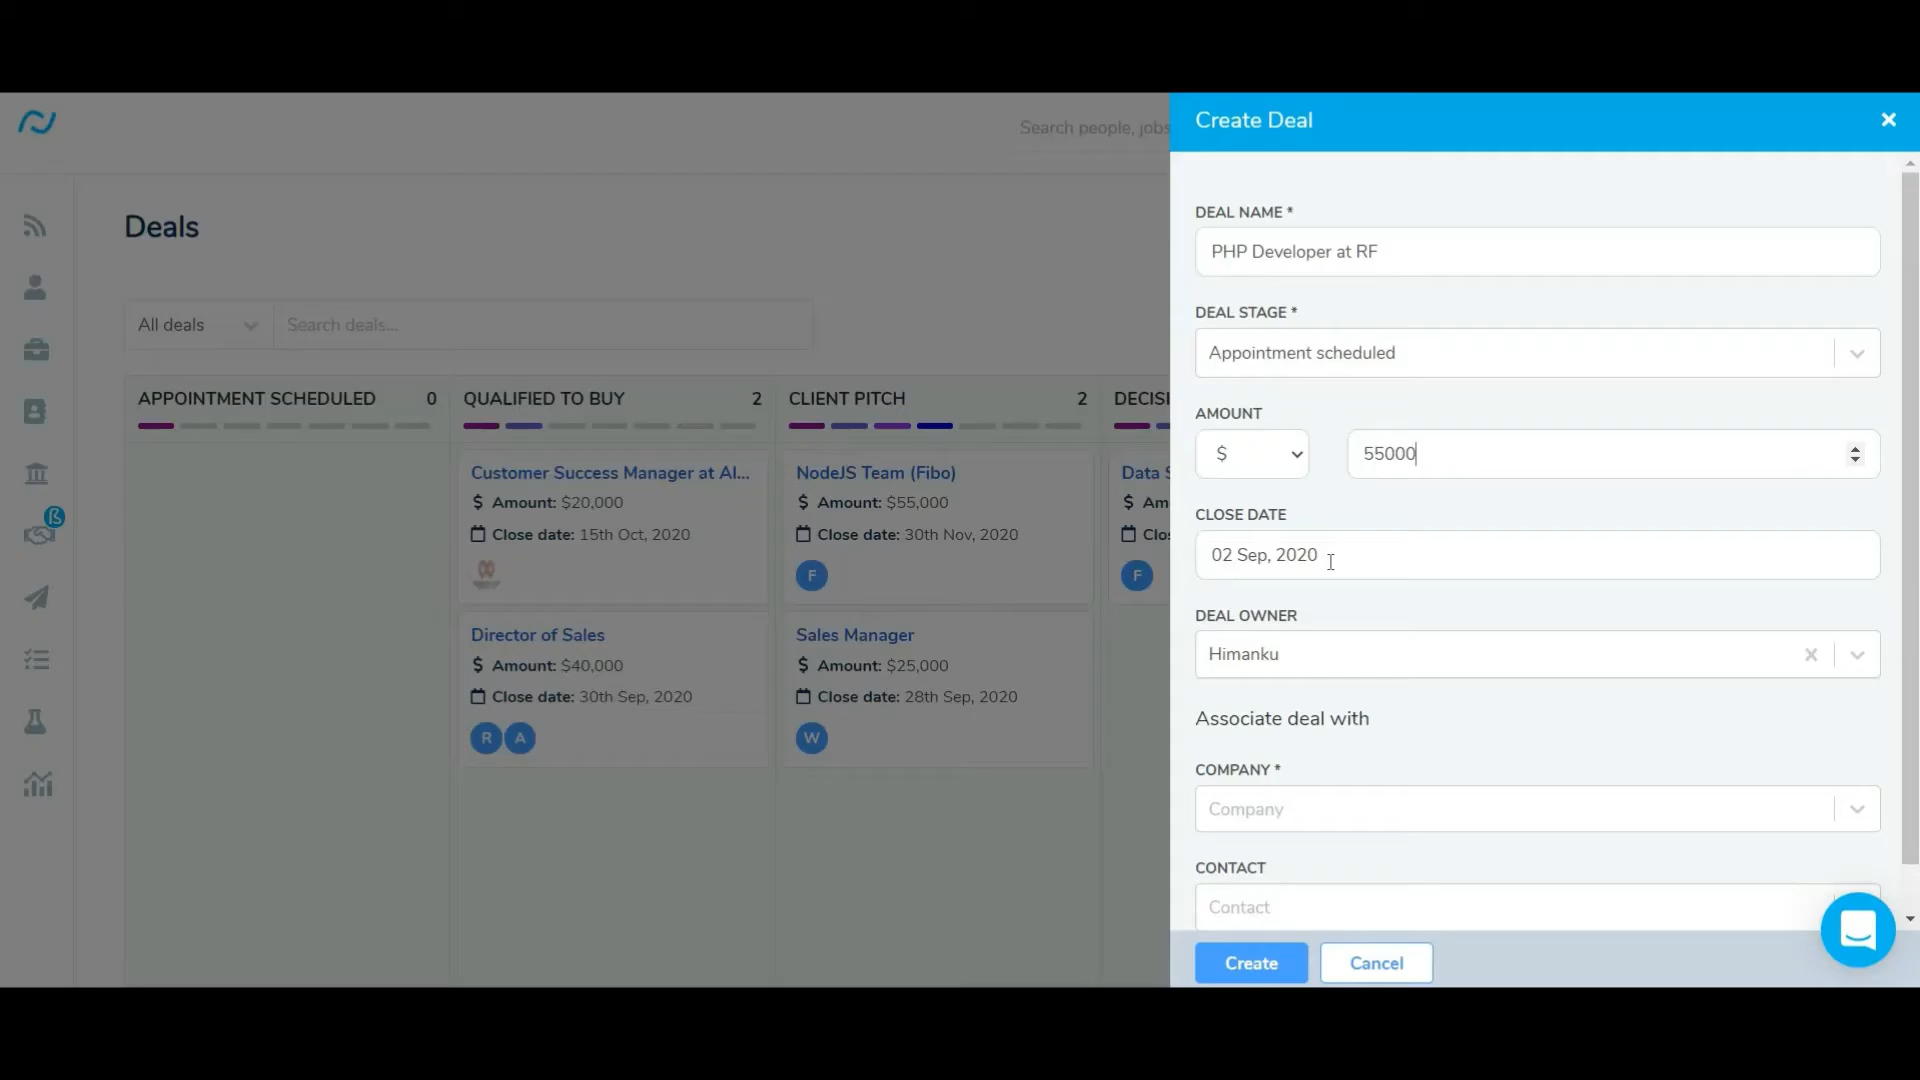 Search people, jobs
Create Deal
Deals
All deals
Search deals...
APPOINTMENT SCHEDULED 0
QUALIFIED TO BUY 2
Customer Success Manager at Al...
$ Amount: $20,000
Close date: 15th Oct, 2020
Director of Sales
$ Amount: $40,000
Close date: 30th Sep, 2020
R A
CLIENT PITCH 2
NodeJS Team (Fibo)
$ Amount: $55,000
Close date: 30th Nov, 2020
F
Sales Manager
$ Amount: $25,000
Close date: 28th Sep, 2020
W
DECISI
Data S
$ Am
Clos
F
DEAL NAME *
PHP Developer at RF
DEAL STAGE *
Appointment scheduled
AMOUNT
$ 55000
CLOSE DATE
02 Sep, 2020
DEAL OWNER
Himanku
Associate deal with
COMPANY *
Company
CONTACT
Contact
Create Cancel